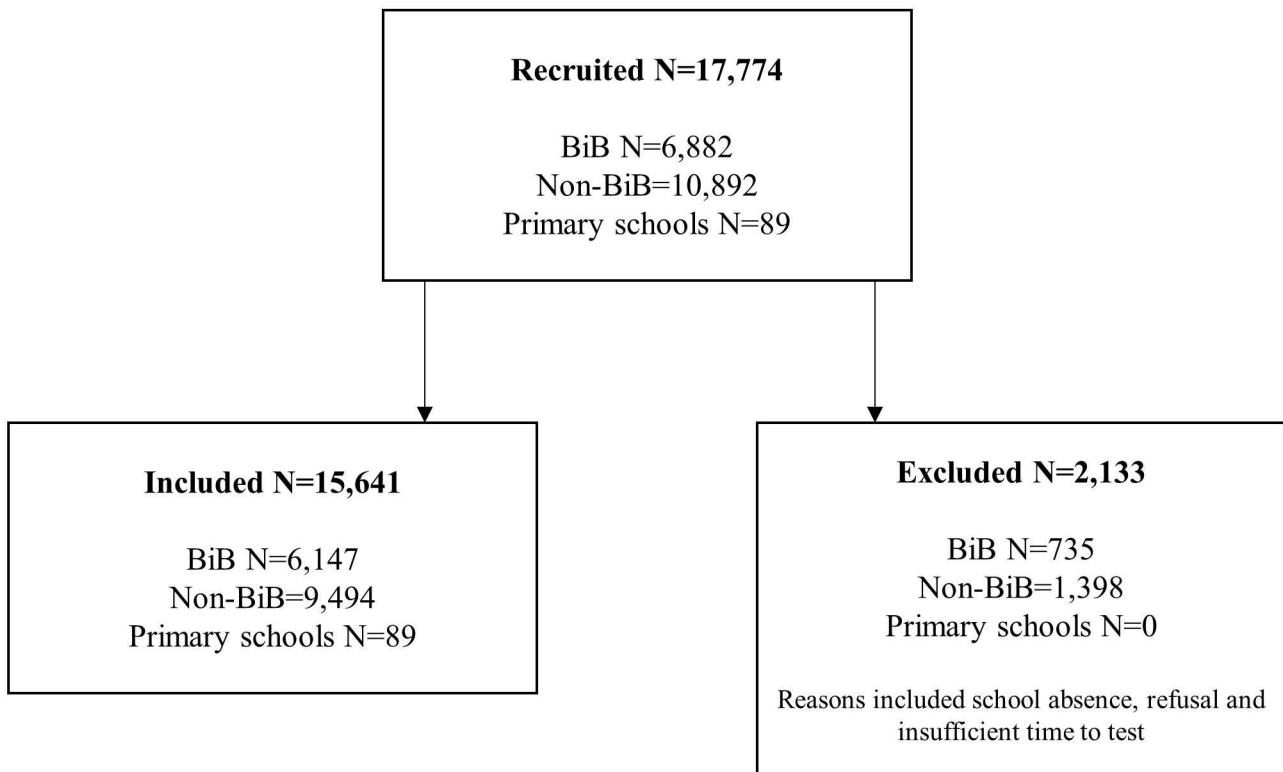 Recruited N=17,774
BiB N=6,882
Non-BiB=10,892
Primary schools N=89
Included N=15,641
BiB N=6,147
Non-BiB=9,494
Primary schools N=89
Excluded N=2,133
BiB N=735
Non-BiB=1,398
Primary schools N=0
Reasons included school absence, refusal and
insufficient time to test